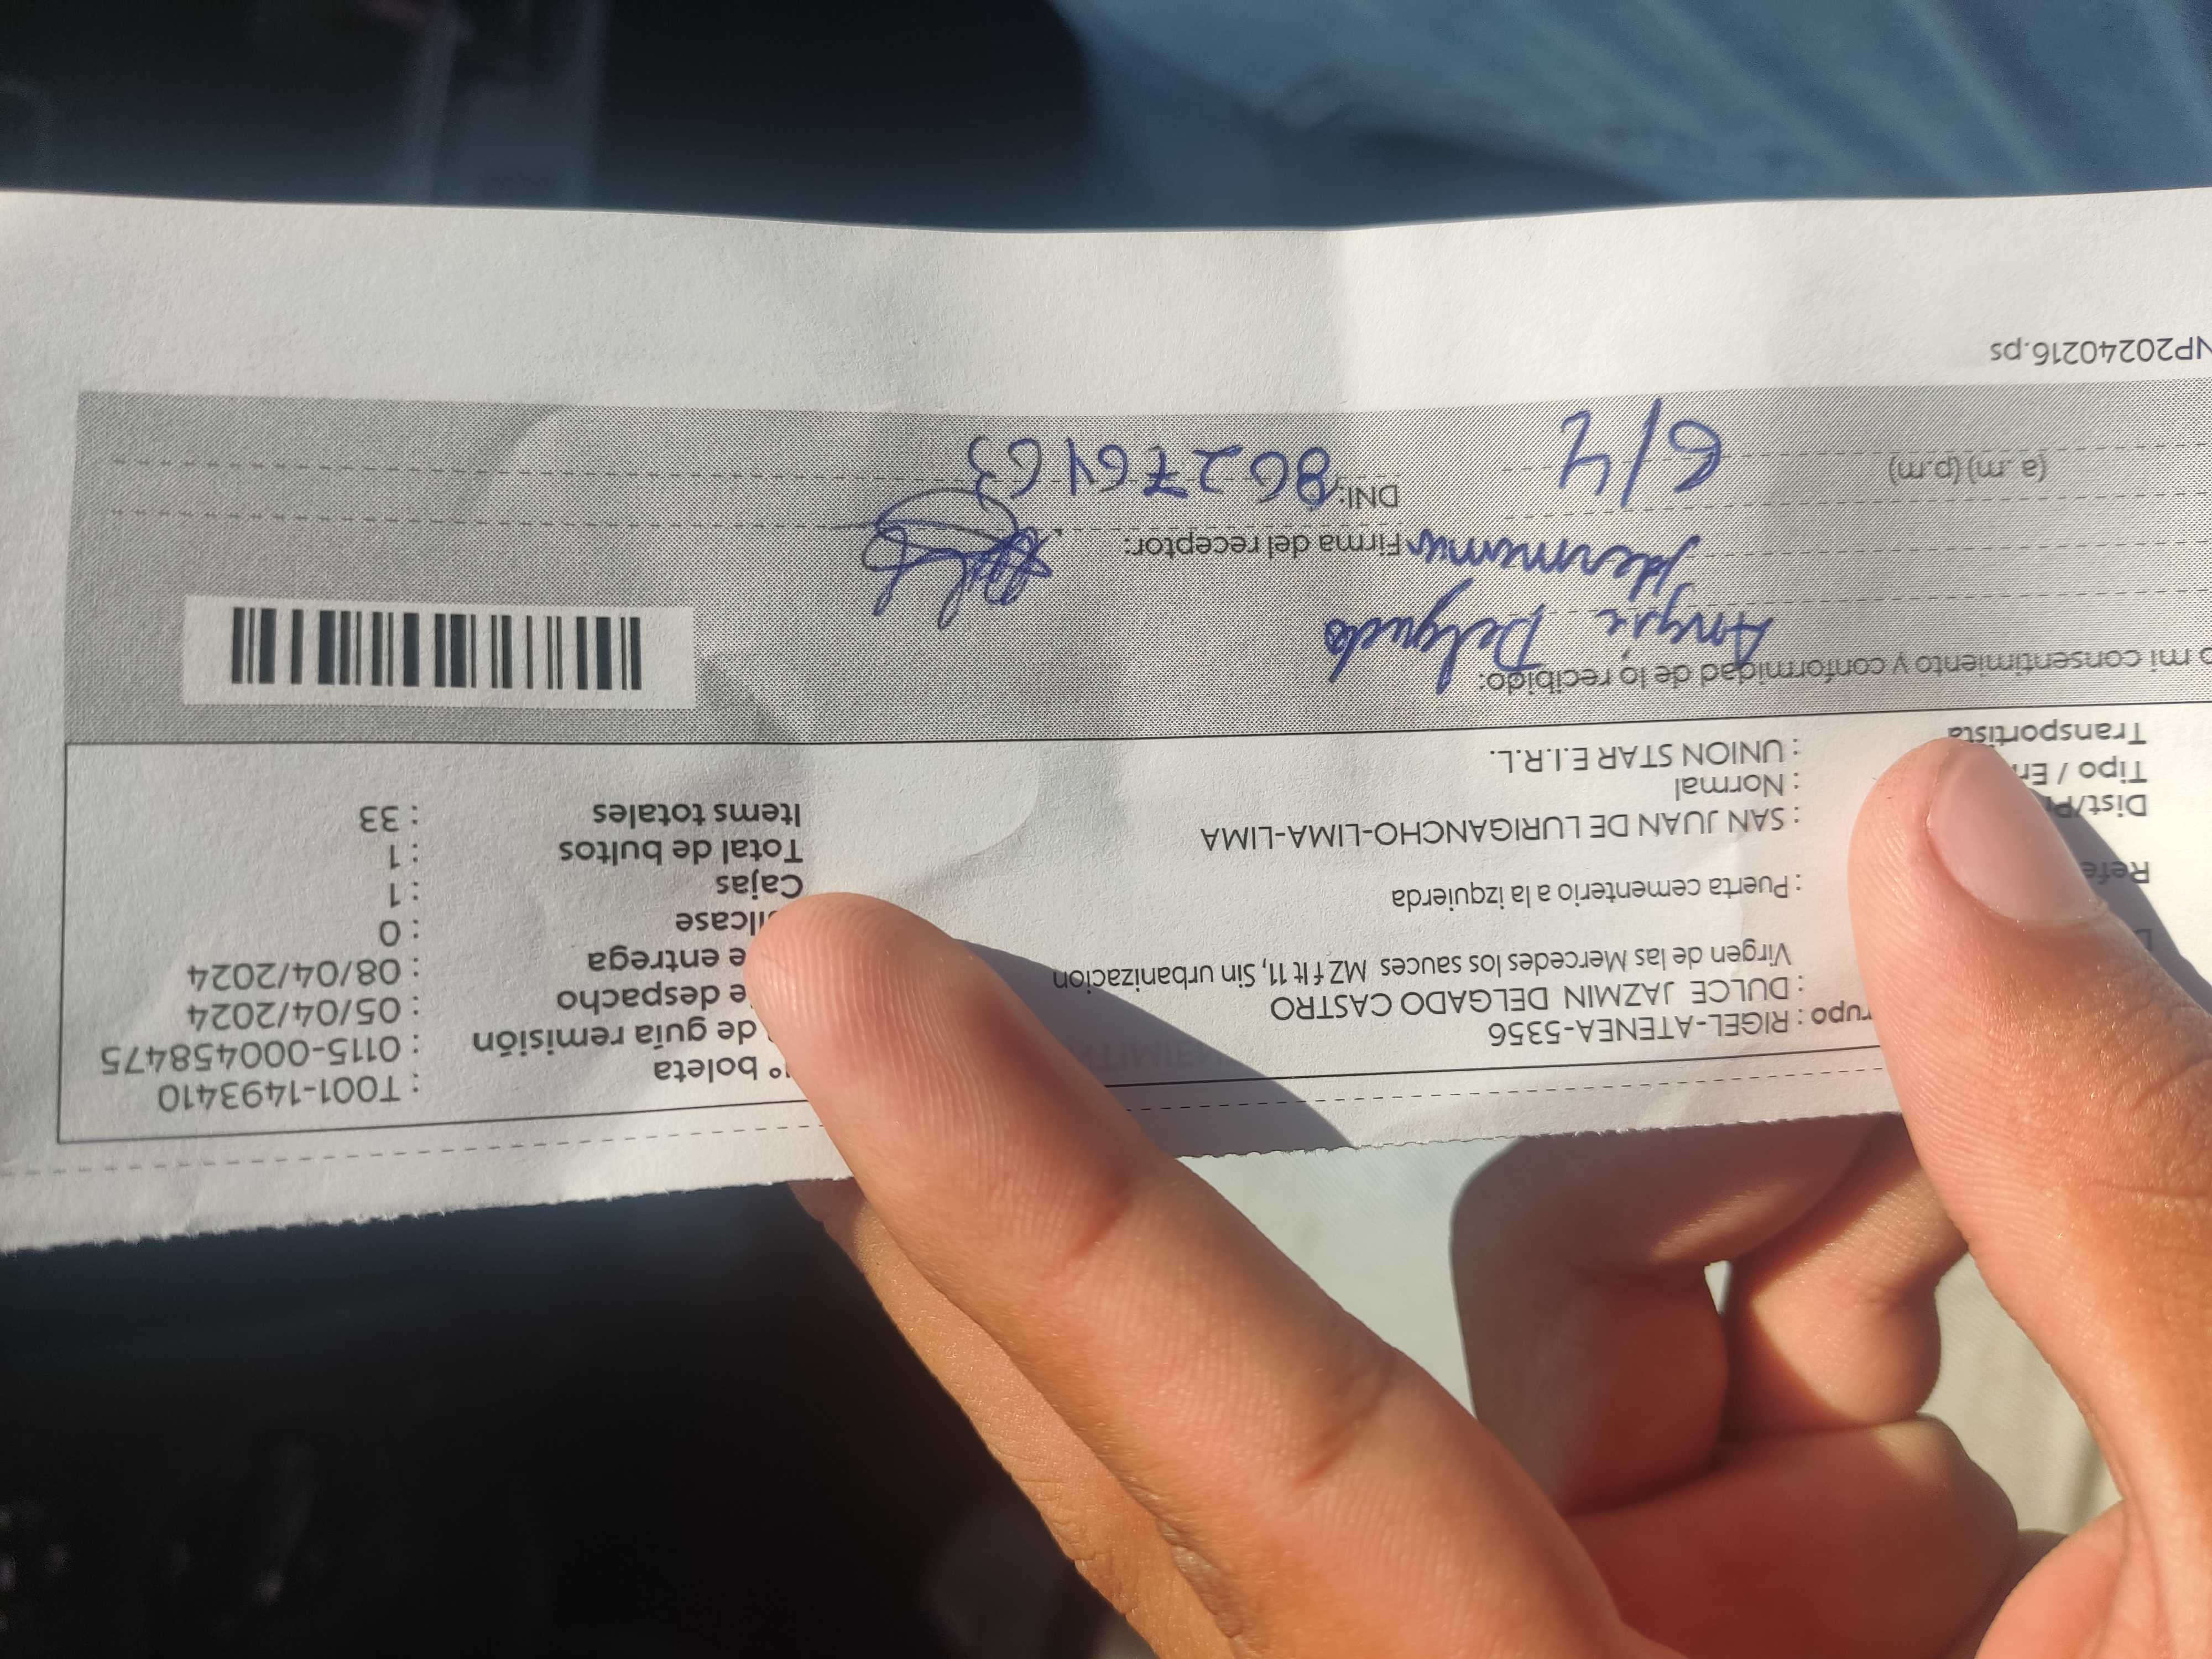 rupo : RIGEL-ATENEA-5356
: DULCE JAZMIN DELGADO CASTRO
Virgen de las Mercedes los sauces MZ f lt 11, Sin urbanizacion
Refe : Puerta cementerio a la izquierda
Dist/Pr : SAN JUAN DE LURIGANCHO-LIMA-LIMA
Tipo / En : Normal
Transportista : UNION STAR E.I.R.L.
° boleta : T001-1493410
de guía remisión : 0115-000458475
e despacho : 05/04/2024
e entrega : 08/04/2024
llcase : 0
Cajas : 1
Total de bultos : 1
Items totales : 33
o mi consentimiento y conformidad de lo recibido:
Angie Delgado
Hermana
Firma del receptor:
(a .m) (p.m)
6/4
DNI:
NP20240216.ps